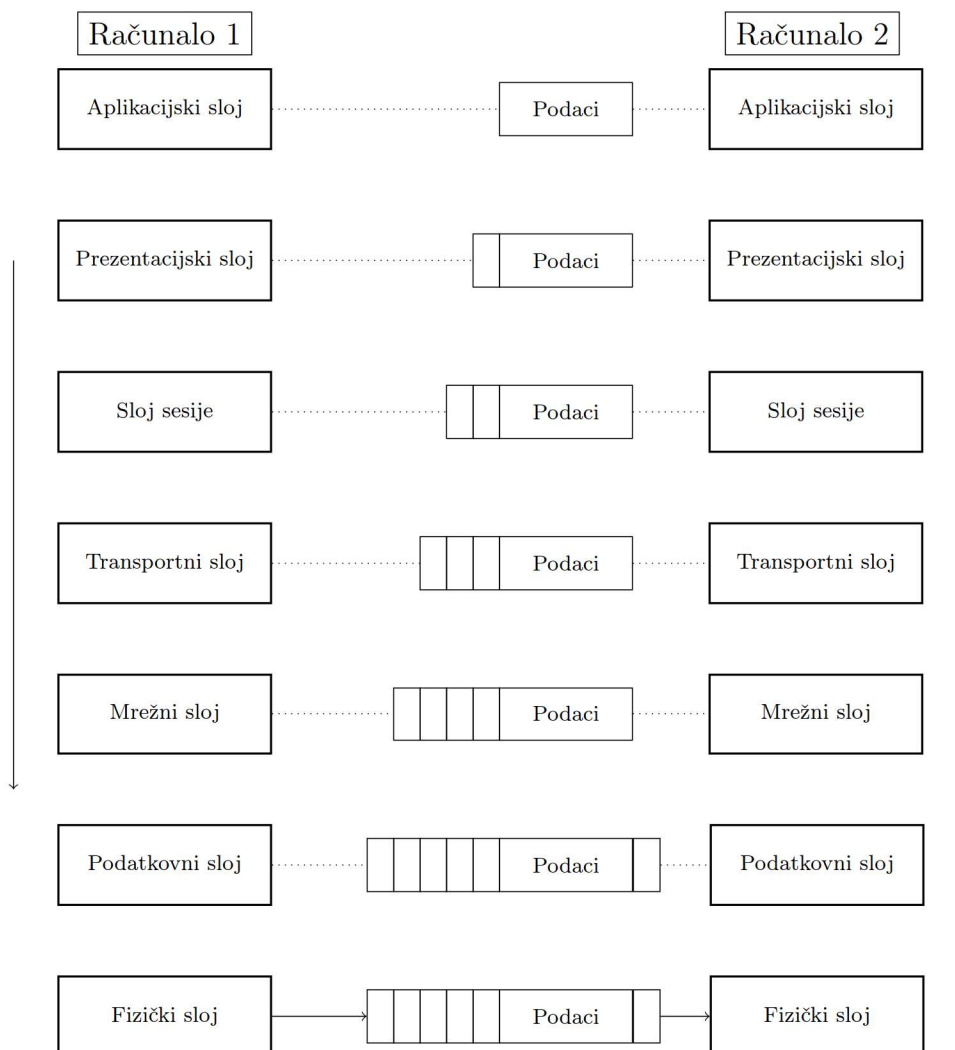 Računalo 1
Računalo 2
Aplikacijski sloj
Podaci
Aplikacijski sloj
Prezentacijski sloj
Podaci
Prezentacijski sloj
Sloj sesije
Podaci
Sloj sesije
Transportni sloj
Podaci
Transportni sloj
Mrežni sloj
Podaci
Mrežni sloj
Podatkovni sloj
Podaci
Podatkovni sloj
Fizički sloj
Podaci
Fizički sloj